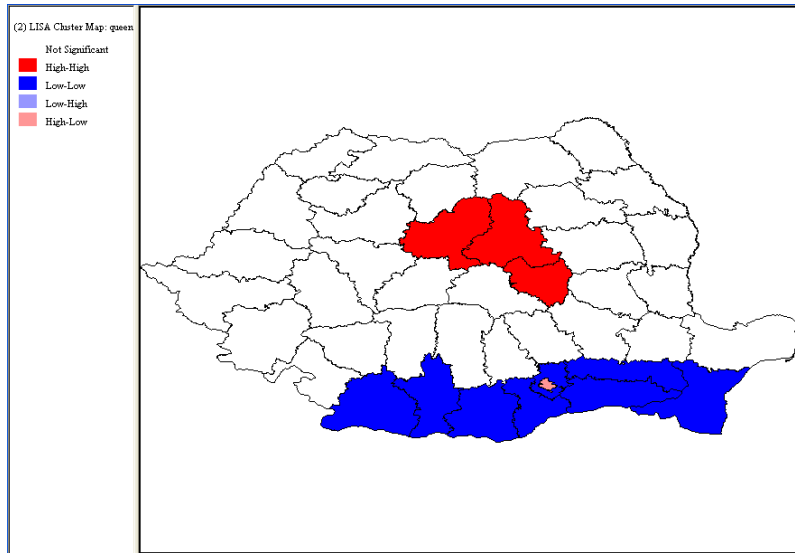 (2) LISA Cluster Map: queen
Not Significant
High-High
Low-Low
Low-High
High-Low